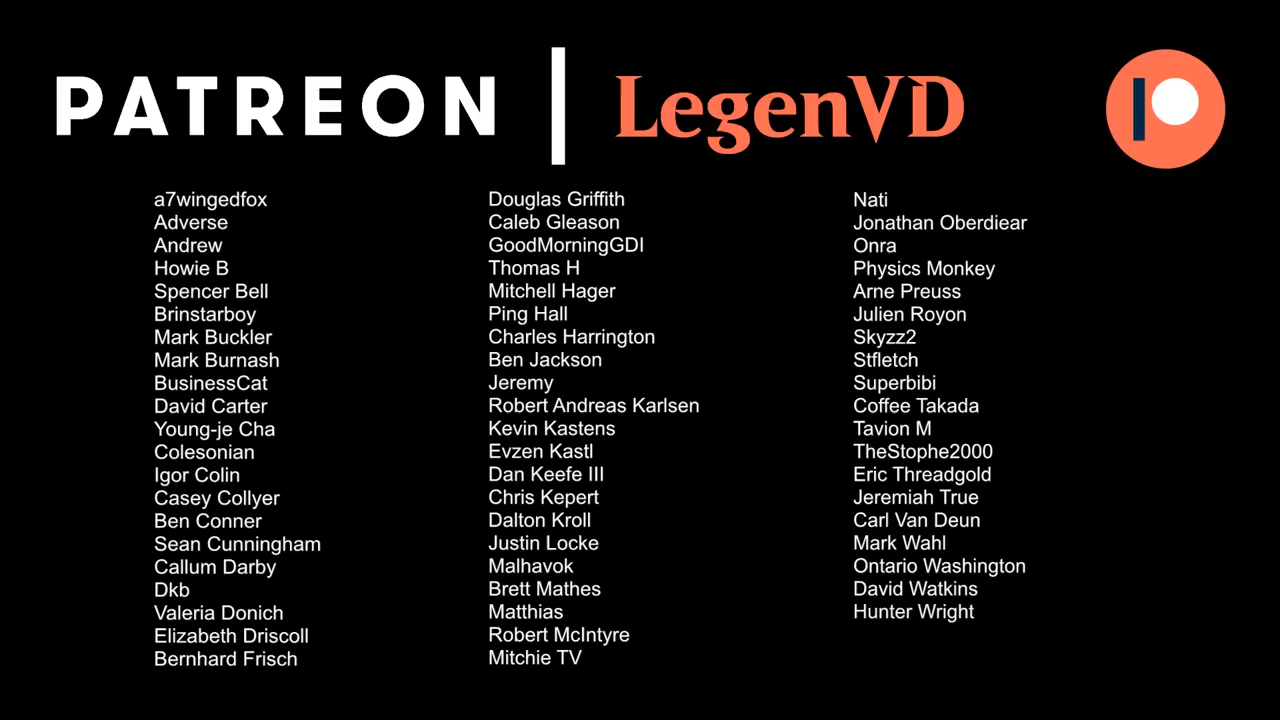 PATREON | LegenVD
a7wingedfox
Adverse
Andrew
Howie B
Spencer Bell
Brinstarboy
Mark Buckler
Mark Burnash
BusinessCat
David Carter
Young-je Cha
Colesonian
Igor Colin
Casey Collyer
Ben Conner
Sean Cunningham
Callum Darby
Dkb
Valeria Donich
Elizabeth Driscoll
Bernhard Frisch
Douglas Griffith
Caleb Gleason
GoodMorningGDI
Thomas H
Mitchell Hager
Ping Hall
Charles Harrington
Ben Jackson
Jeremy
Robert Andreas Karlsen
Kevin Kastens
Evzen Kastl
Dan Keefe III
Chris Kepert
Dalton Kroll
Justin Locke
Malhavok
Brett Mathes
Matthias
Robert McIntyre
Mitchie TV
Nati
Jonathan Oberdiear
Onra
Physics Monkey
Arne Preuss
Julien Royon
Skyzz2
Stfletch
Superbibi
Coffee Takada
Tavion M
TheStophe2000
Eric Threadgold
Jeremiah True
Carl Van Deun
Mark Wahl
Ontario Washington
David Watkins
Hunter Wright